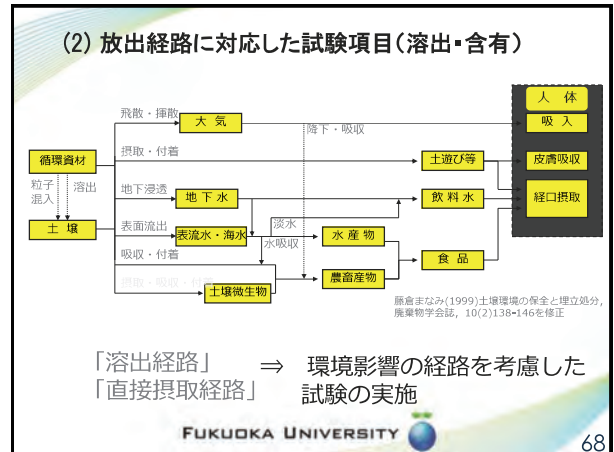 (2) 放出経路に対応した試験項目(溶出・含有)
人 体
飛散・揮散
大 気
降下・吸収
吸入
循環資材
摂取・付着
土遊び等
皮膚吸収
粒子
混入
溶出
地下浸透
地下水
飲料水
経口摂取
土 壌
表面流出
表流水・海水
淡水
水吸収
水産物
食 品
吸収・付着
農畜産物
摂取・吸収・付着
土壌微生物
藤倉まなみ(1999)土壌環境の保全と埋立処分,
廃棄物学会誌, 10(2)138-146を修正
「溶出経路」 ⇒ 環境影響の経路を考慮した
「直接摂取経路」 試験の実施
FUKUOKA UNIVERSITY
68